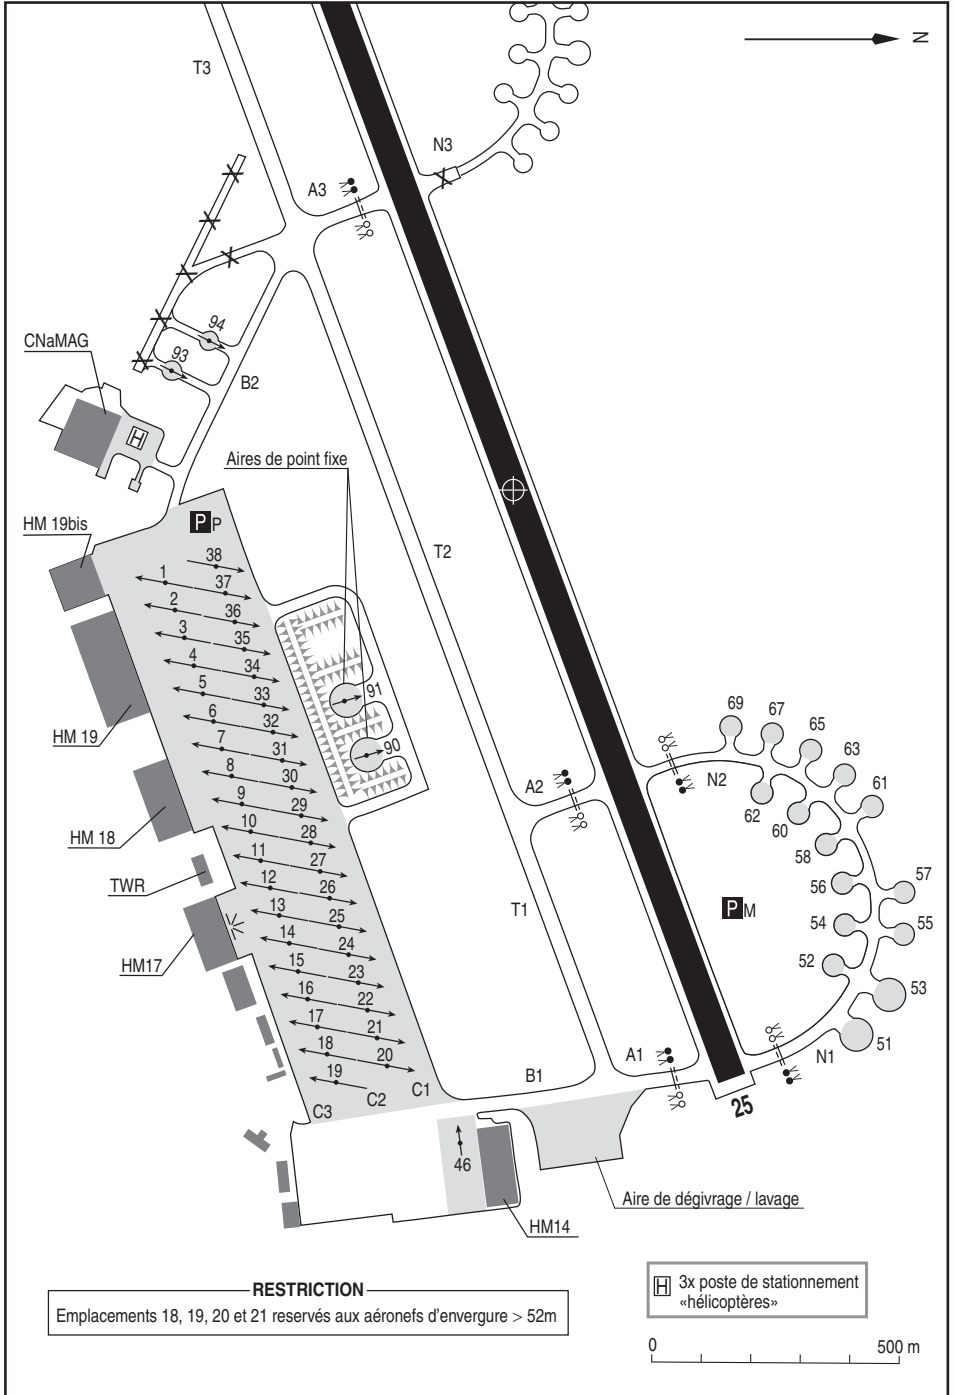 T3
N
N3
A3
94
CNaMAG
93
B2
H
Aires de point fixe
HM 19bis
P P
T2
38
1
37
2
36
3
35
4
34
91
5
33
69
67
65
6
32
HM 19
7
31
90
63
8
30
A2
N2
61
9
29
62
60
HM 18
10
28
58
11
27
57
TWR
12
26
56
13
25
T1
P M
54
55
14
24
HM17
15
23
52
53
16
22
17
21
51
18
20
A1
N1
19
C1
B1
C2
C3
25
46
Aire de dégivrage / lavage
HM14
RESTRICTION
Emplacements 18, 19, 20 et 21 reservés aux aéronefs d'envergure > 52m
H 3x poste de stationnement
«hélicoptères»
0
500 m